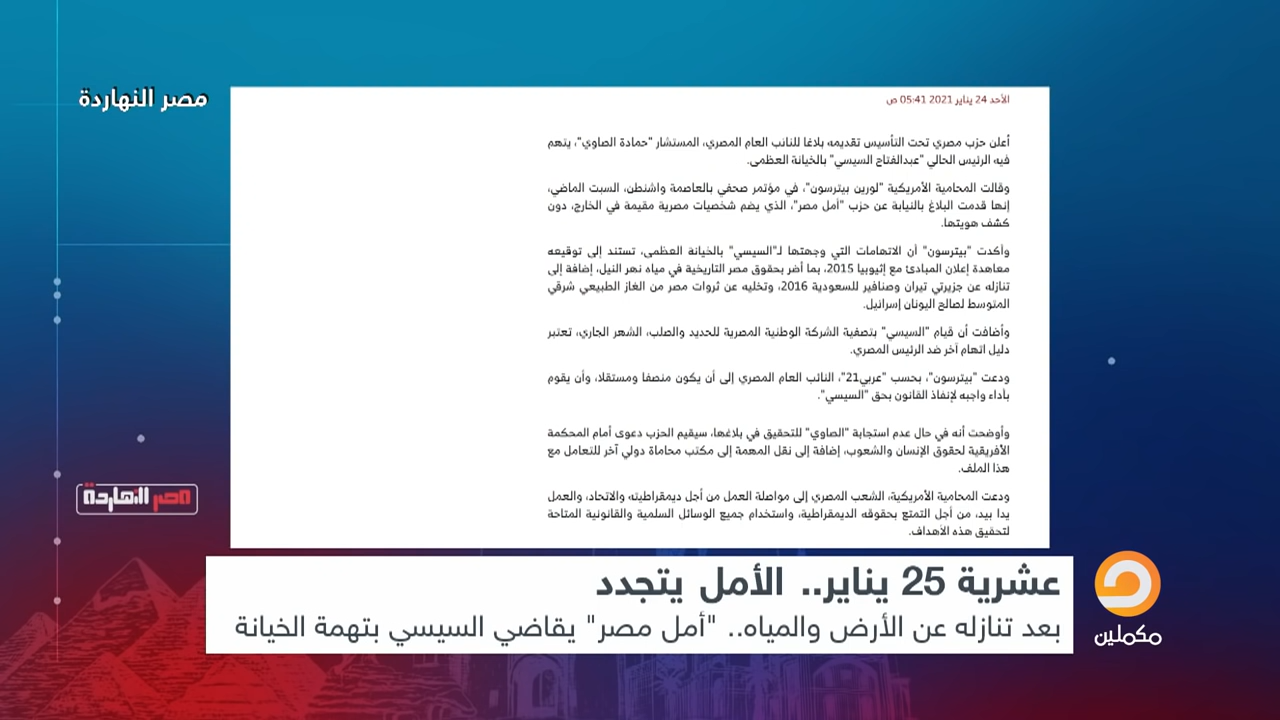 مصر النهاردة
الأحد 24 يناير 2021 05:41 ص
أعلن حزب مصري تحت التأسيس تقديمه بلاغا للنائب العام المصري، المستشار "حمادة الصاوي"، يتهم
فيه الرئيس الحالي "عبدالفتاح السيسي" بالخيانة العظمى.
وقالت المحامية الأمريكية "لورين بيترسون"، في مؤتمر صحفي بالعاصمة واشنطن، السبت الماضي،
إنها قدمت البلاغ بالنيابة عن حزب "أمل مصر"، الذي يضم شخصيات مصرية مقيمة في الخارج، دون
كشف هويتها.
وأكدت "بيترسون" أن الاتهامات التي وجهتها لـ"السيسي" بالخيانة العظمى، تستند إلى توقيعه
معاهدة إعلان المبادئ مع إثيوبيا 2015، بما أضر بحقوق مصر التاريخية في مياه نهر النيل، إضافة إلى
تنازله عن جزيرتي تيران وصنافير للسعودية 2016، وتخليه عن ثروات مصر من الغاز الطبيعي شرقي
المتوسط لصالح اليونان إسرائيل.
وأضافت أن قيام "السيسي" بتصفية الشركة الوطنية المصرية للحديد والصلب، الشهر الجاري، تعتبر
دليل اتهام آخر ضد الرئيس المصري.
ودعت "بيترسون"، بحسب "عربي21"، النائب العام المصري إلى أن يكون منصفا ومستقلا، وأن يقوم
بأداء واجبه لإنفاذ القانون بحق "السيسي".
وأوضحت أنه في حال عدم استجابة "الصاوي" للتحقيق في بلاغها، سيقيم الحزب دعوى أمام المحكمة
الأفريقية لحقوق الإنسان والشعوب، إضافة إلى نقل المهمة إلى مكتب محاماة دولي آخر للتعامل مع
هذا الملف.
ودعت المحامية الأمريكية، الشعب المصري إلى مواصلة العمل من أجل ديمقراطيته والاتحاد، والعمل
يدا بيد، من أجل التمتع بحقوقه الديمقراطية، واستخدام جميع الوسائل السلمية والقانونية المتاحة
لتحقيق هذه الأهداف.
مصر النهاردة
عشرية 25 يناير.. الأمل يتجدد
بعد تنازله عن الأرض والمياه.. "أمل مصر" يقاضي السيسي بتهمة الخيانة
مكملين